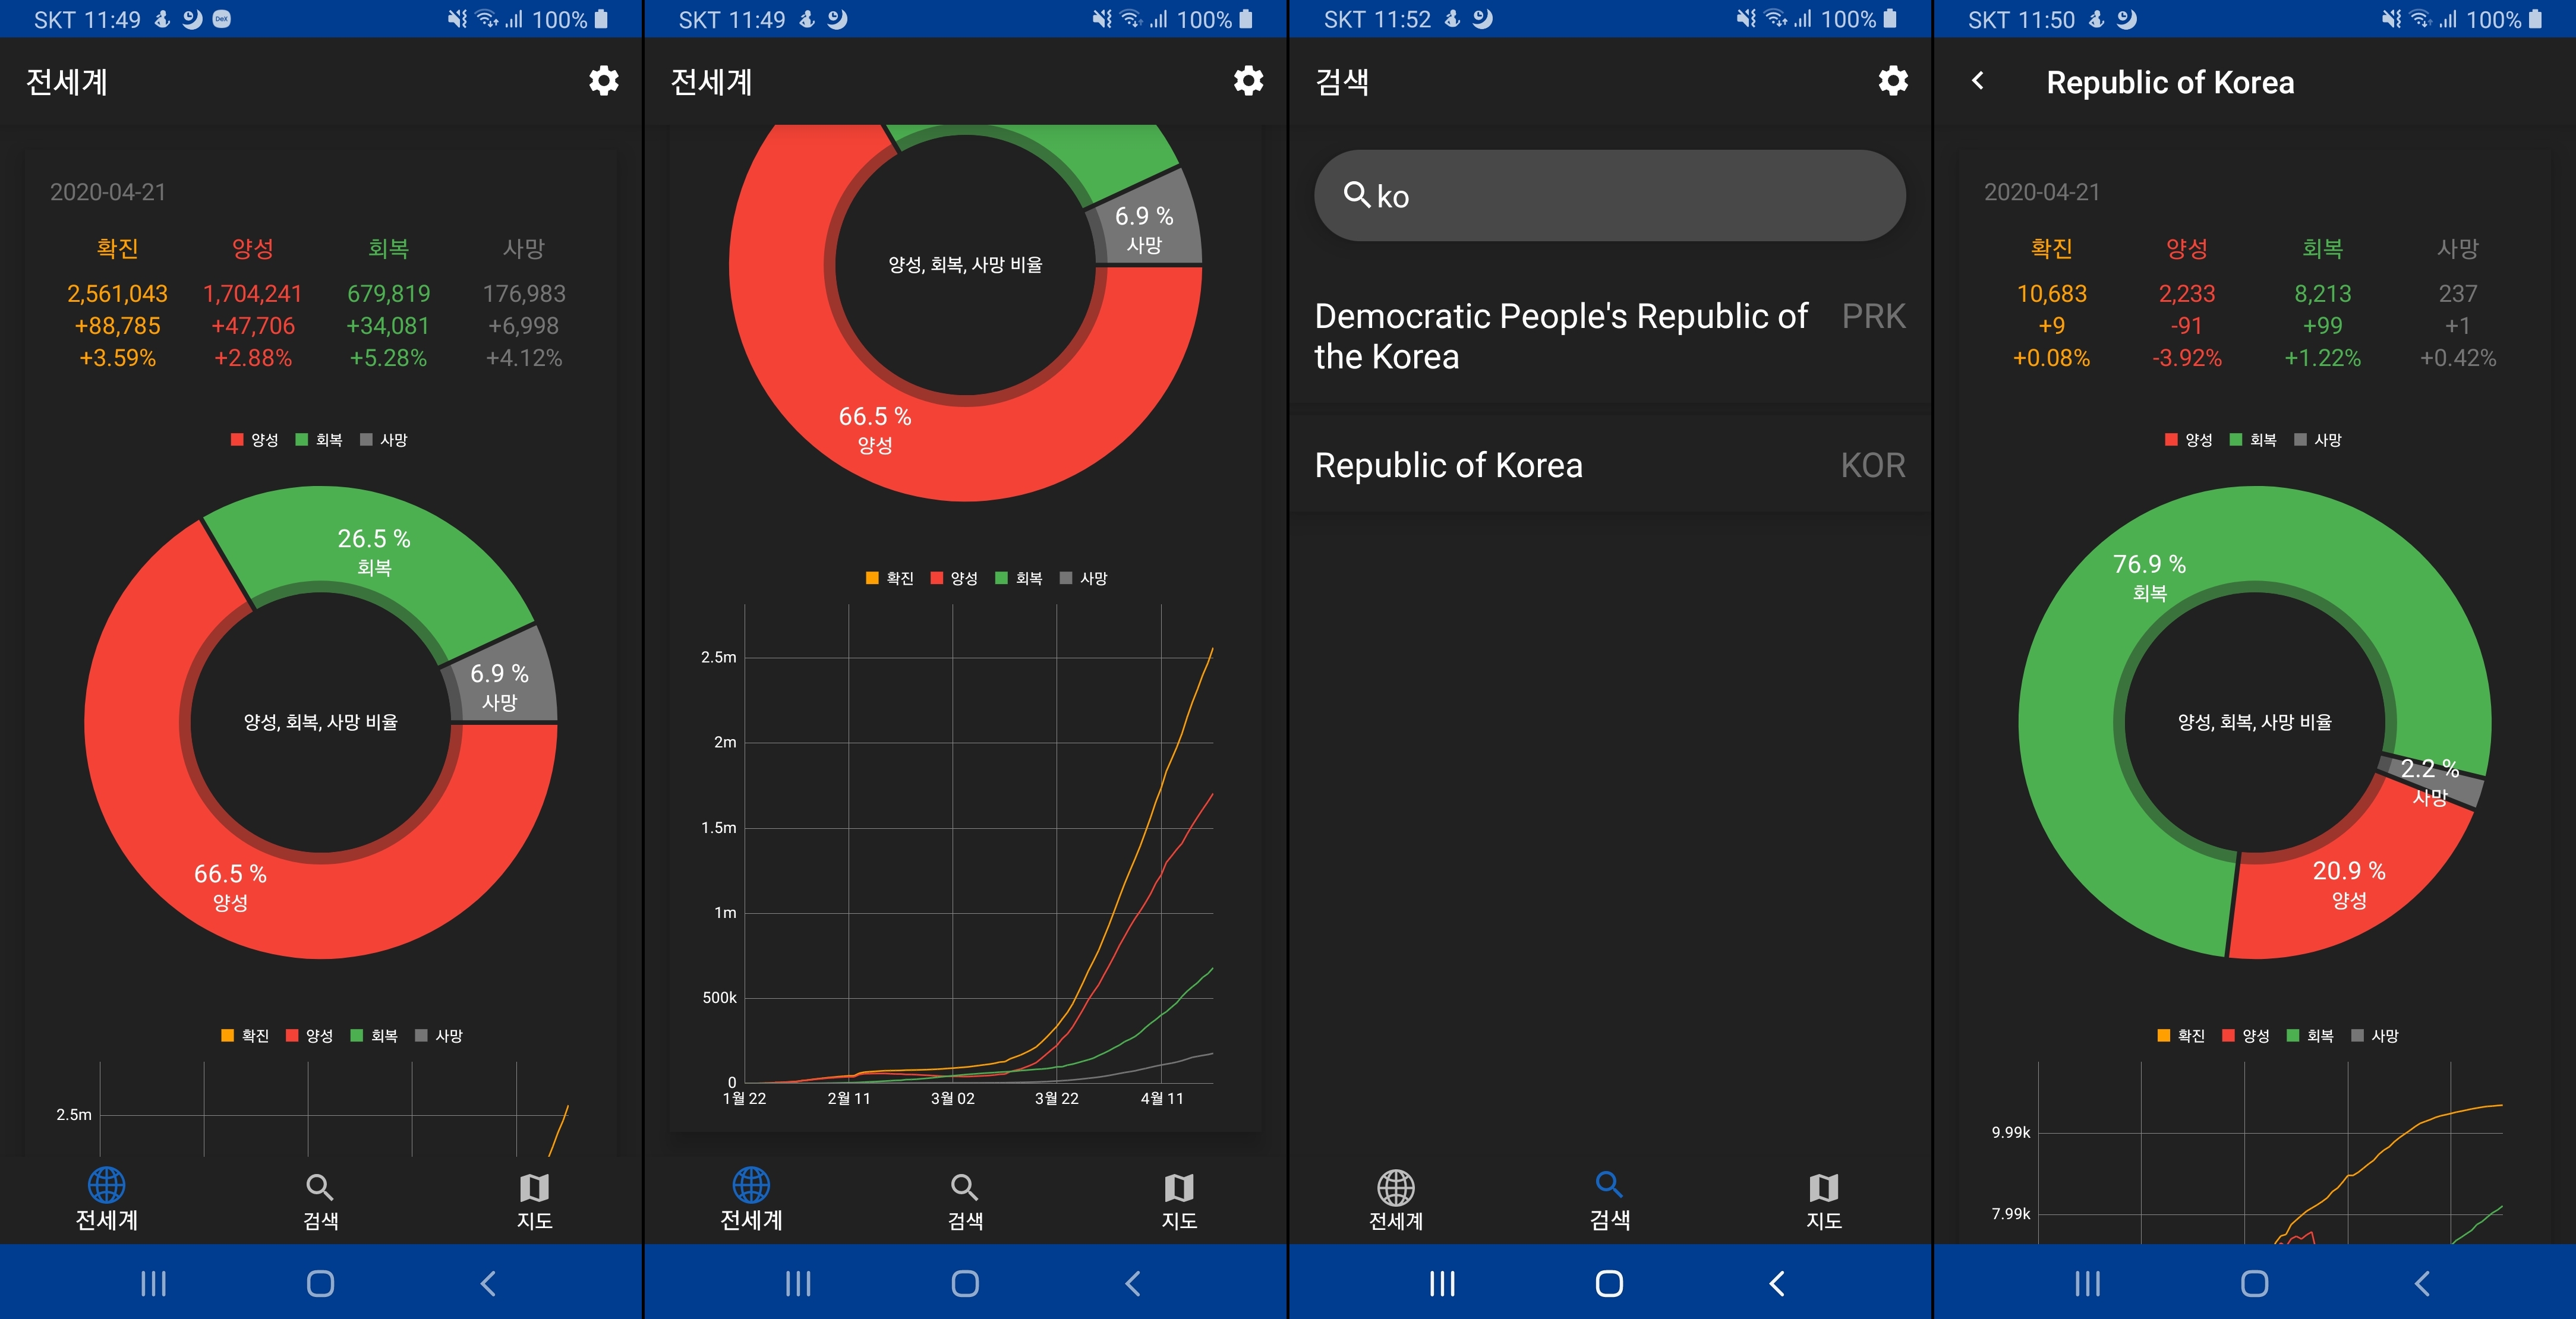 SKT 11:49
100%
전세계
2020-04-21
확진 양성 회복 사망
2,561,043 1,704,241 679,819 176,983
+88,785 +47,706 +34,081 +6,998
+3.59% +2.88% +5.28% +4.12%
양성 회복 사망
26.5 %
회복
6.9 %
사망
양성, 회복, 사망 비율
66.5 %
양성
확진 양성 회복 사망
2.5m
전세계 검색 지도
SKT 11:49
100%
전세계
6.9 %
사망
양성, 회복, 사망 비율
66.5 %
양성
확진 양성 회복 사망
2.5m
2m
1.5m
1m
500k
0
1월 22 2월 11 3월 02 3월 22 4월 11
전세계 검색 지도
SKT 11:52
100%
검색
ko
Democratic People's Republic of PRK
the Korea
Republic of Korea KOR
전세계 검색 지도
SKT 11:50
100%
Republic of Korea
2020-04-21
확진 양성 회복 사망
10,683 2,233 8,213 237
+9 -91 +99 +1
+0.08% -3.92% +1.22% +0.42%
양성 회복 사망
76.9 %
회복
양성, 회복, 사망 비율
2.2 %
사망
20.9 %
양성
확진 양성 회복 사망
9.99k
7.99k